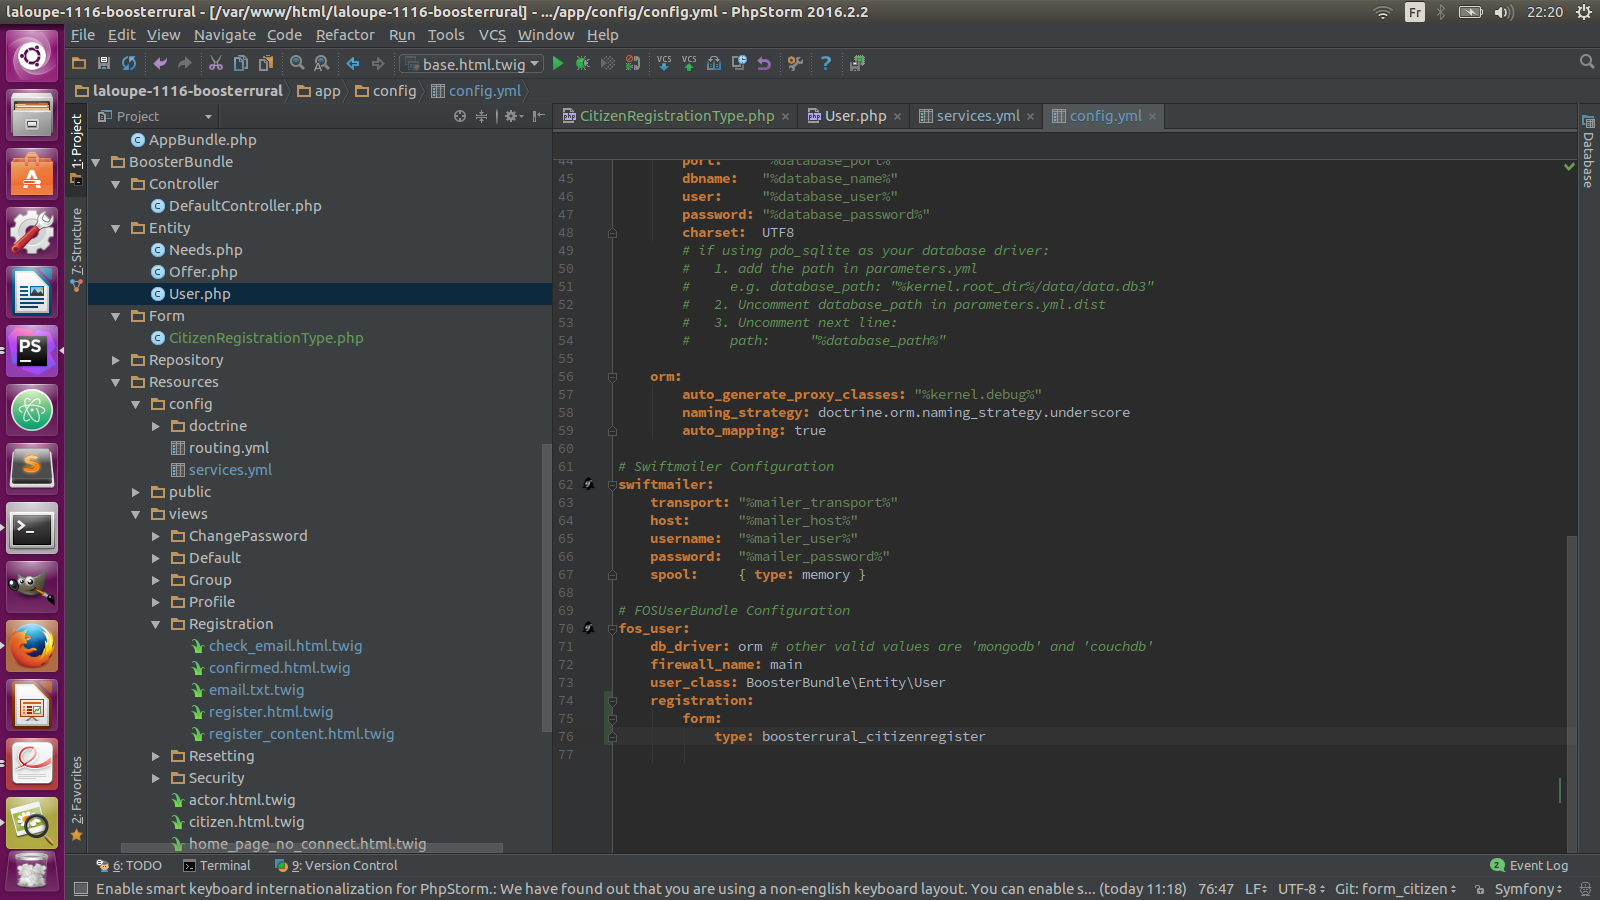 laloupe-1116-boosterrural - [/var/www/html/laloupe-1116-boosterrural] - .../app/config/config.yml - PhpStorm 2016.2.2
Fr
22:20
File Edit View Navigate Code Refactor Run Tools VCS Window Help
base.html.twig
VCS VCS
laloupe-1116-boosterrural app config config.yml
1: Project
7: Structure
2: Favorites
Project
AppBundle.php
BoosterBundle
Controller
DefaultController.php
Entity
Needs.php
Offer.php
User.php
Form
CitizenRegistrationType.php
Repository
Resources
config
doctrine
routing.yml
services.yml
public
views
ChangePassword
Default
Group
Profile
Registration
check_email.html.twig
confirmed.html.twig
email.txt.twig
register.html.twig
register_content.html.twig
Resetting
Security
actor.html.twig
citizen.html.twig
home_page_no_connect.html.twig
CitizenRegistrationType.php User.php services.yml config.yml
Database
44 port: "%database_port%"
45 dbname: "%database_name%"
46 user: "%database_user%"
47 password: "%database_password%"
48 charset: UTF8
49 # if using pdo_sqlite as your database driver:
50 # 1. add the path in parameters.yml
51 # e.g. database_path: "%kernel.root_dir%/data/data.db3"
52 # 2. Uncomment database_path in parameters.yml.dist
53 # 3. Uncomment next line:
54 # path: "%database_path%"
55
56 orm:
57 auto_generate_proxy_classes: "%kernel.debug%"
58 naming_strategy: doctrine.orm.naming_strategy.underscore
59 auto_mapping: true
60
61 # Swiftmailer Configuration
62 swiftmailer:
63 transport: "%mailer_transport%"
64 host: "%mailer_host%"
65 username: "%mailer_user%"
66 password: "%mailer_password%"
67 spool: { type: memory }
68
69 # FOSUserBundle Configuration
70 fos_user:
71 db_driver: orm # other valid values are 'mongodb' and 'couchdb'
72 firewall_name: main
73 user_class: BoosterBundle\Entity\User
74 registration:
75 form:
76 type: boosterrural_citizenregister
77
6: TODO Terminal 9: Version Control
2 Event Log
Enable smart keyboard internationalization for PhpStorm.: We have found out that you are using a non-english keyboard layout. You can enable s... (today 11:18) 76:47 LF UTF-8 Git: form_citizen Symfony